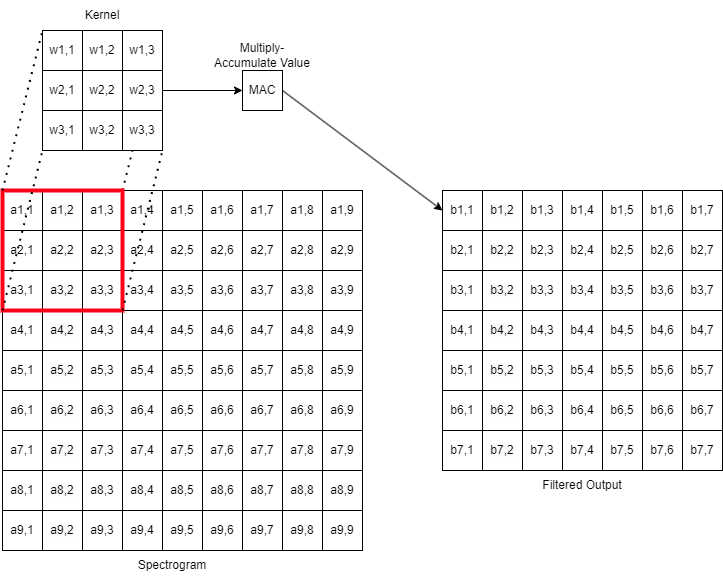 Kernel
w1,1 w1,2 w1,3
w2,1 w2,2 w2,3
w3,1 w3,2 w3,3
Multiply-
Accumulate Value
MAC
a1,1 a1,2 a1,3 a1,4 a1,5 a1,6 a1,7 a1,8 a1,9
a2,1 a2,2 a2,3 a2,4 a2,5 a2,6 a2,7 a2,8 a2,9
a3,1 a3,2 a3,3 a3,4 a3,5 a3,6 a3,7 a3,8 a3,9
a4,1 a4,2 a4,3 a4,4 a4,5 a4,6 a4,7 a4,8 a4,9
a5,1 a5,2 a5,3 a5,4 a5,5 a5,6 a5,7 a5,8 a5,9
a6,1 a6,2 a6,3 a6,4 a6,5 a6,6 a6,7 a6,8 a6,9
a7,1 a7,2 a7,3 a7,4 a7,5 a7,6 a7,7 a7,8 a7,9
a8,1 a8,2 a8,3 a8,4 a8,5 a8,6 a8,7 a8,8 a8,9
a9,1 a9,2 a9,3 a9,4 a9,5 a9,6 a9,7 a9,8 a9,9
Spectrogram
b1,1 b1,2 b1,3 b1,4 b1,5 b1,6 b1,7
b2,1 b2,2 b2,3 b2,4 b2,5 b2,6 b2,7
b3,1 b3,2 b3,3 b3,4 b3,5 b3,6 b3,7
b4,1 b4,2 b4,3 b4,4 b4,5 b4,6 b4,7
b5,1 b5,2 b5,3 b5,4 b5,5 b5,6 b5,7
b6,1 b6,2 b6,3 b6,4 b6,5 b6,6 b6,7
b7,1 b7,2 b7,3 b7,4 b7,5 b7,6 b7,7
Filtered Output